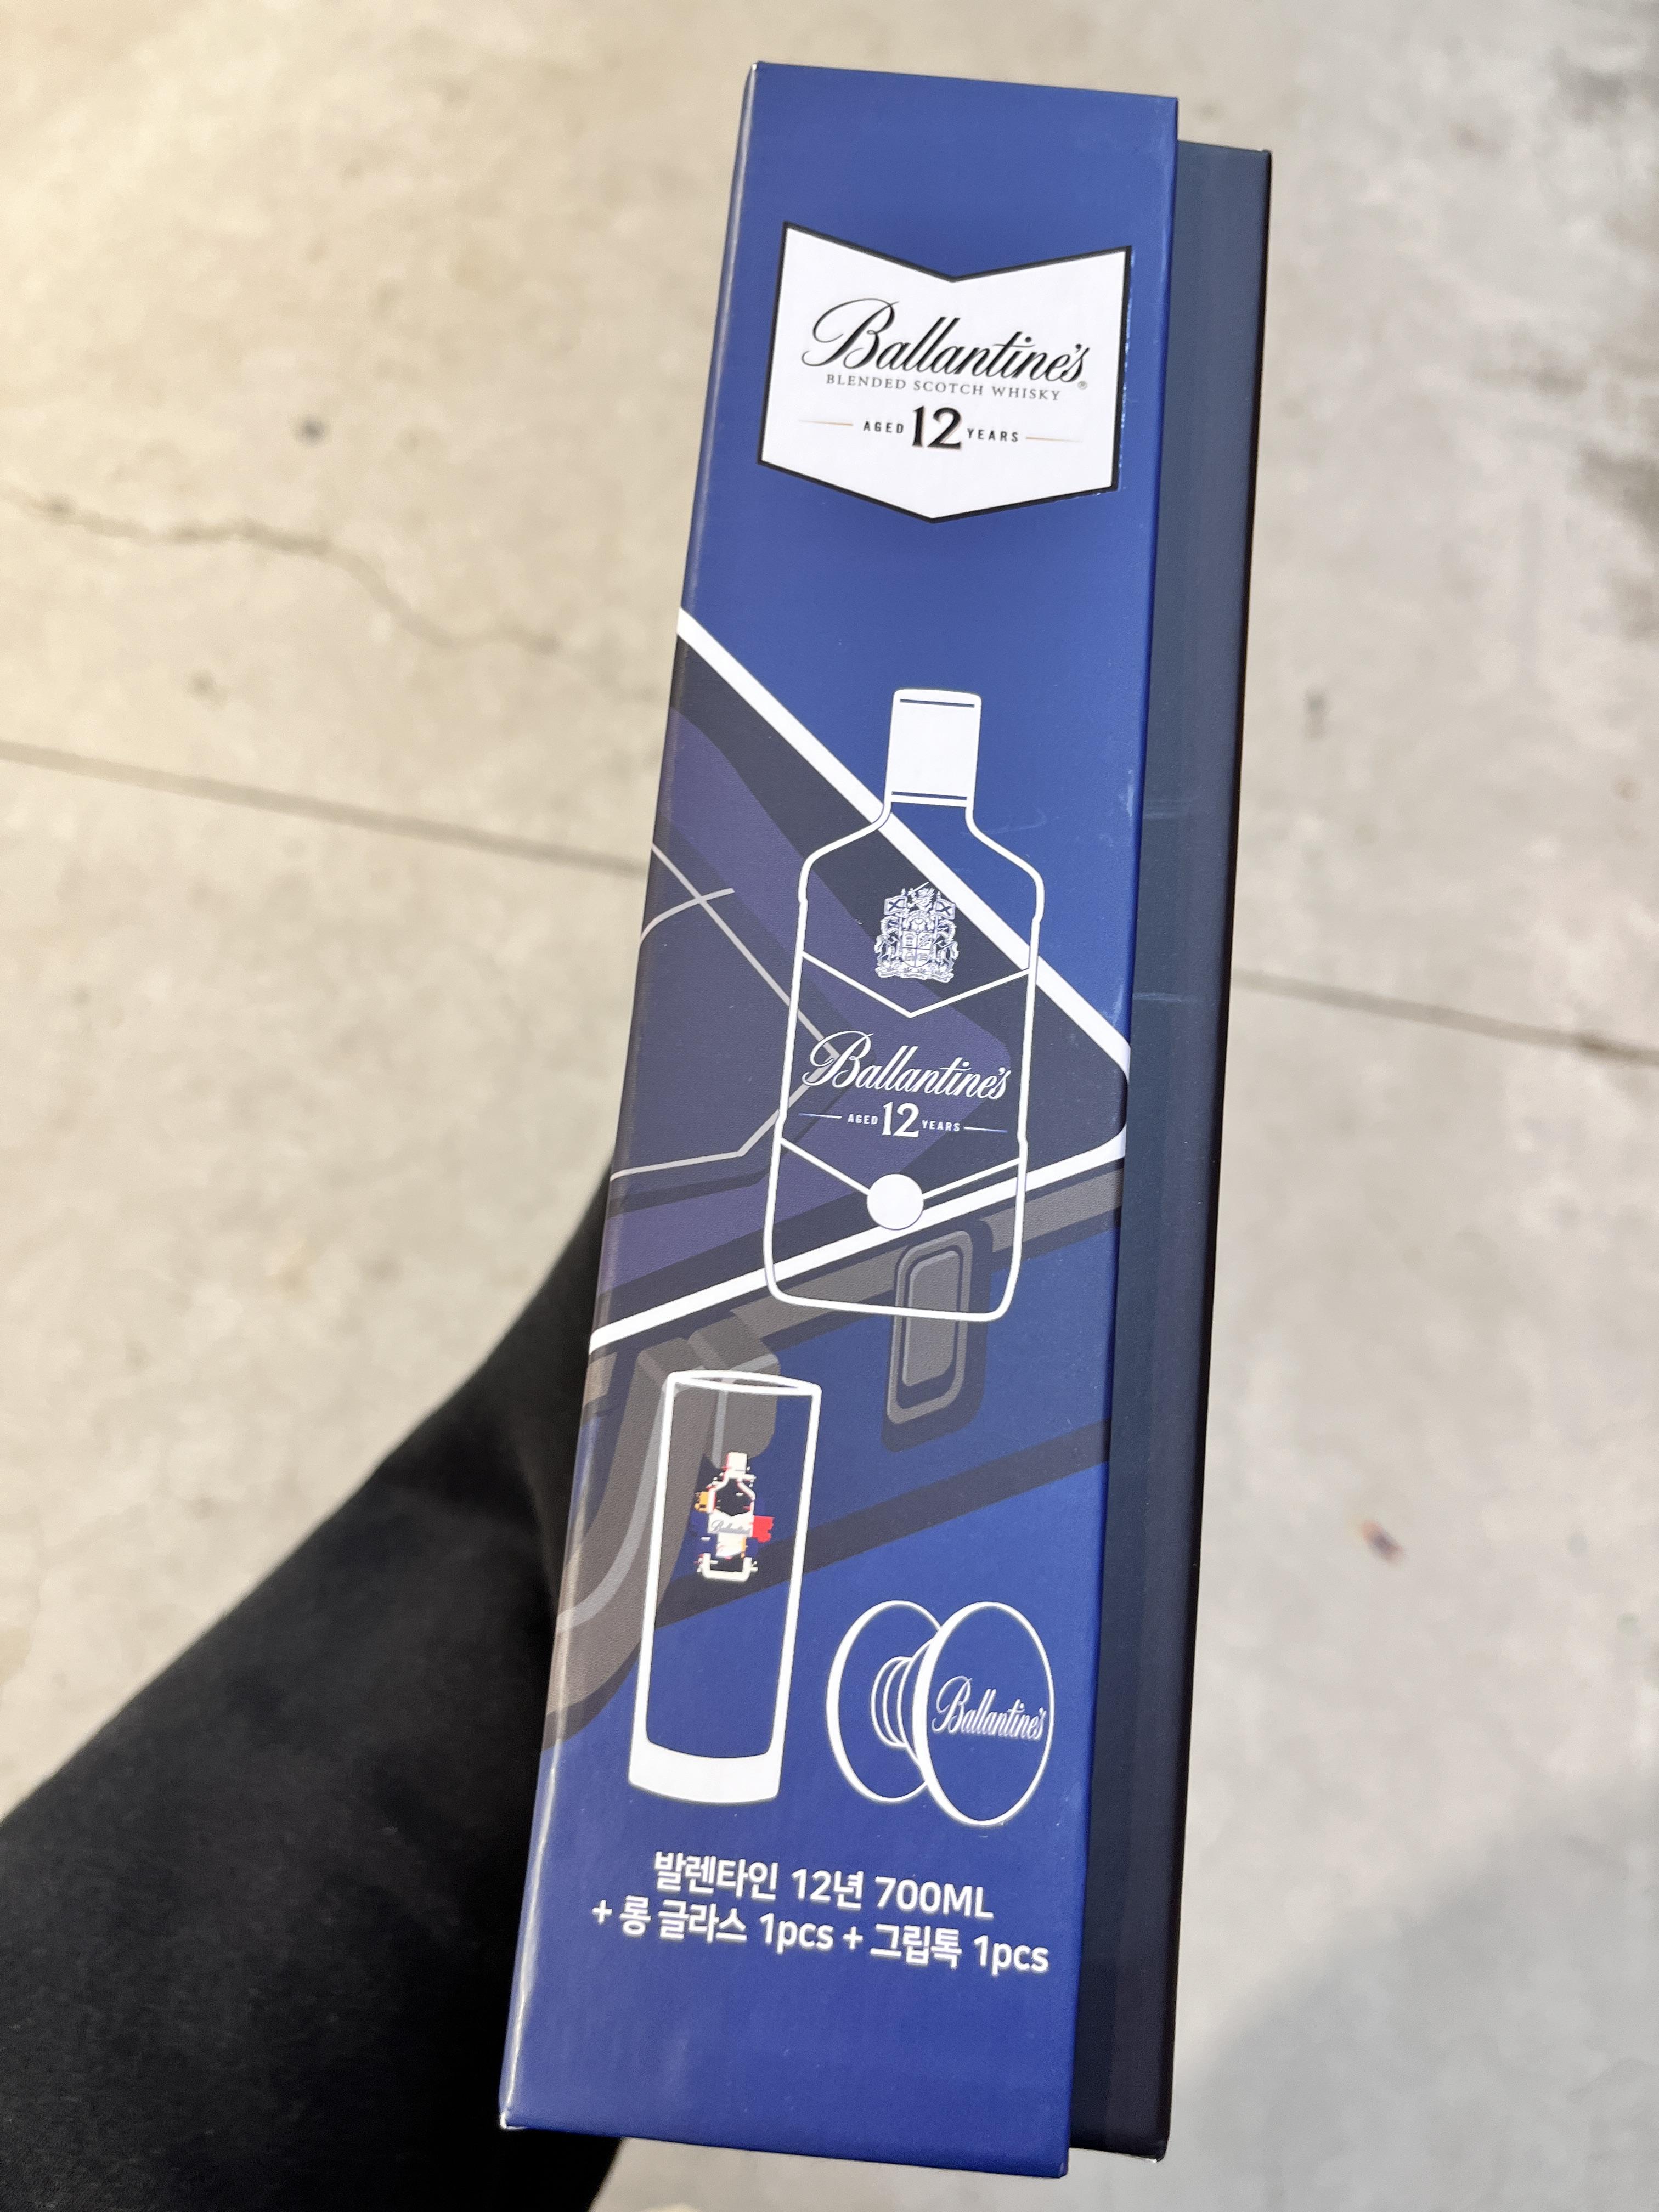 Ballantine's®
BLENDED SCOTCH WHISKY
AGED 12 YEARS
Ballantine's
AGED 12 YEARS
Ballantine's
Ballantine's
발렌타인 12년 700ML
+ 롱 글라스 1pcs + 그립톡 1pcs